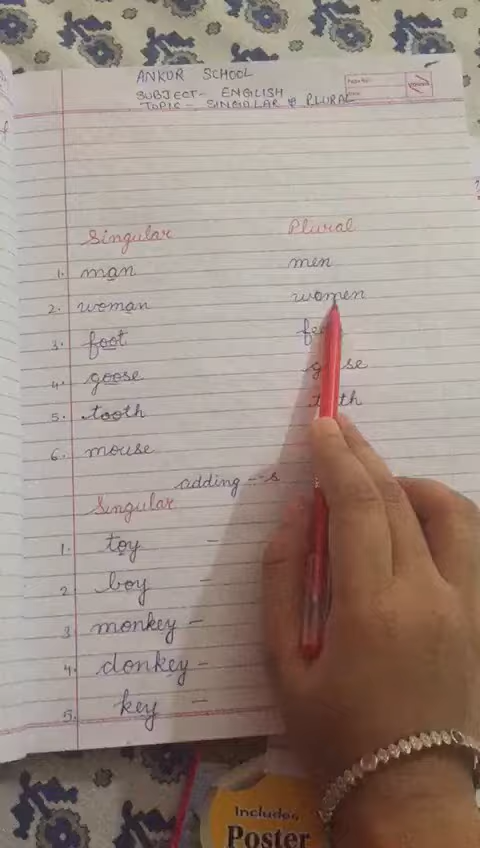 ANKUR SCHOOL
SUBJECT- ENGLISH
TOPIC - SINGULAR & PLURAL
Singular Plural
1. man men
2. woman women
3. foot
4. goose
5. tooth
6. mouse
adding - s
Singular
1. toy -
2. boy -
3. monkey -
4. donkey -
5. key -
Includes
Poster